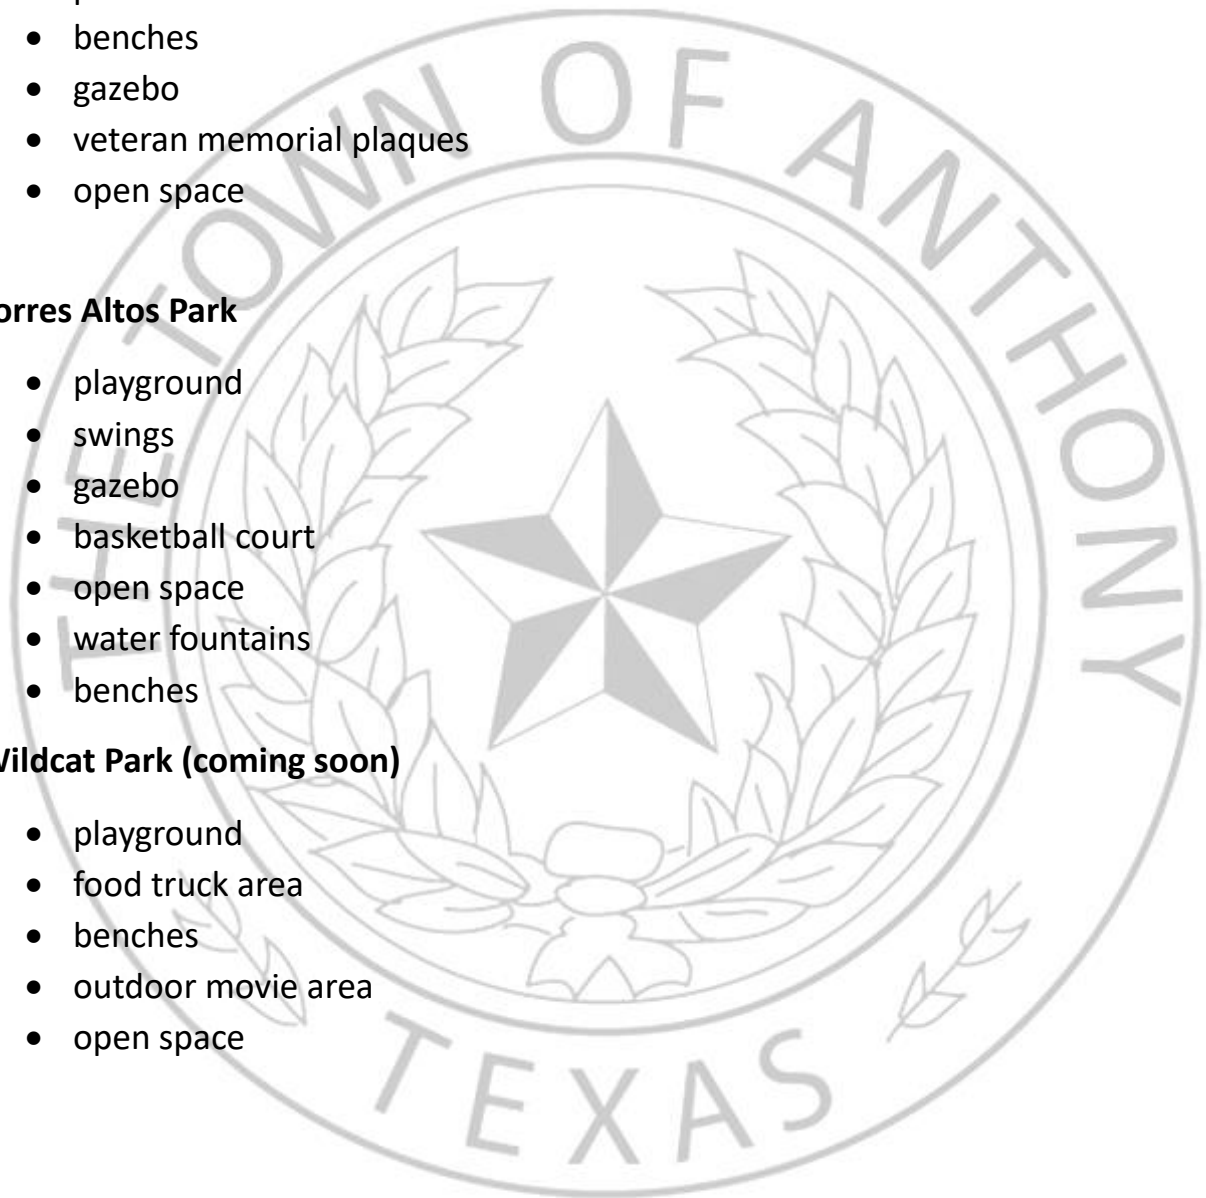 • benches
• gazebo
• veteran memorial plaques
• open space
orres Altos Park
• playground
• swings
• gazebo
• basketball court
• open space
• water fountains
• benches
Wildcat Park (coming soon)
• playground
• food truck area
• benches
• outdoor movie area
• open space
THE TOWN OF ANTHONY
TEXAS